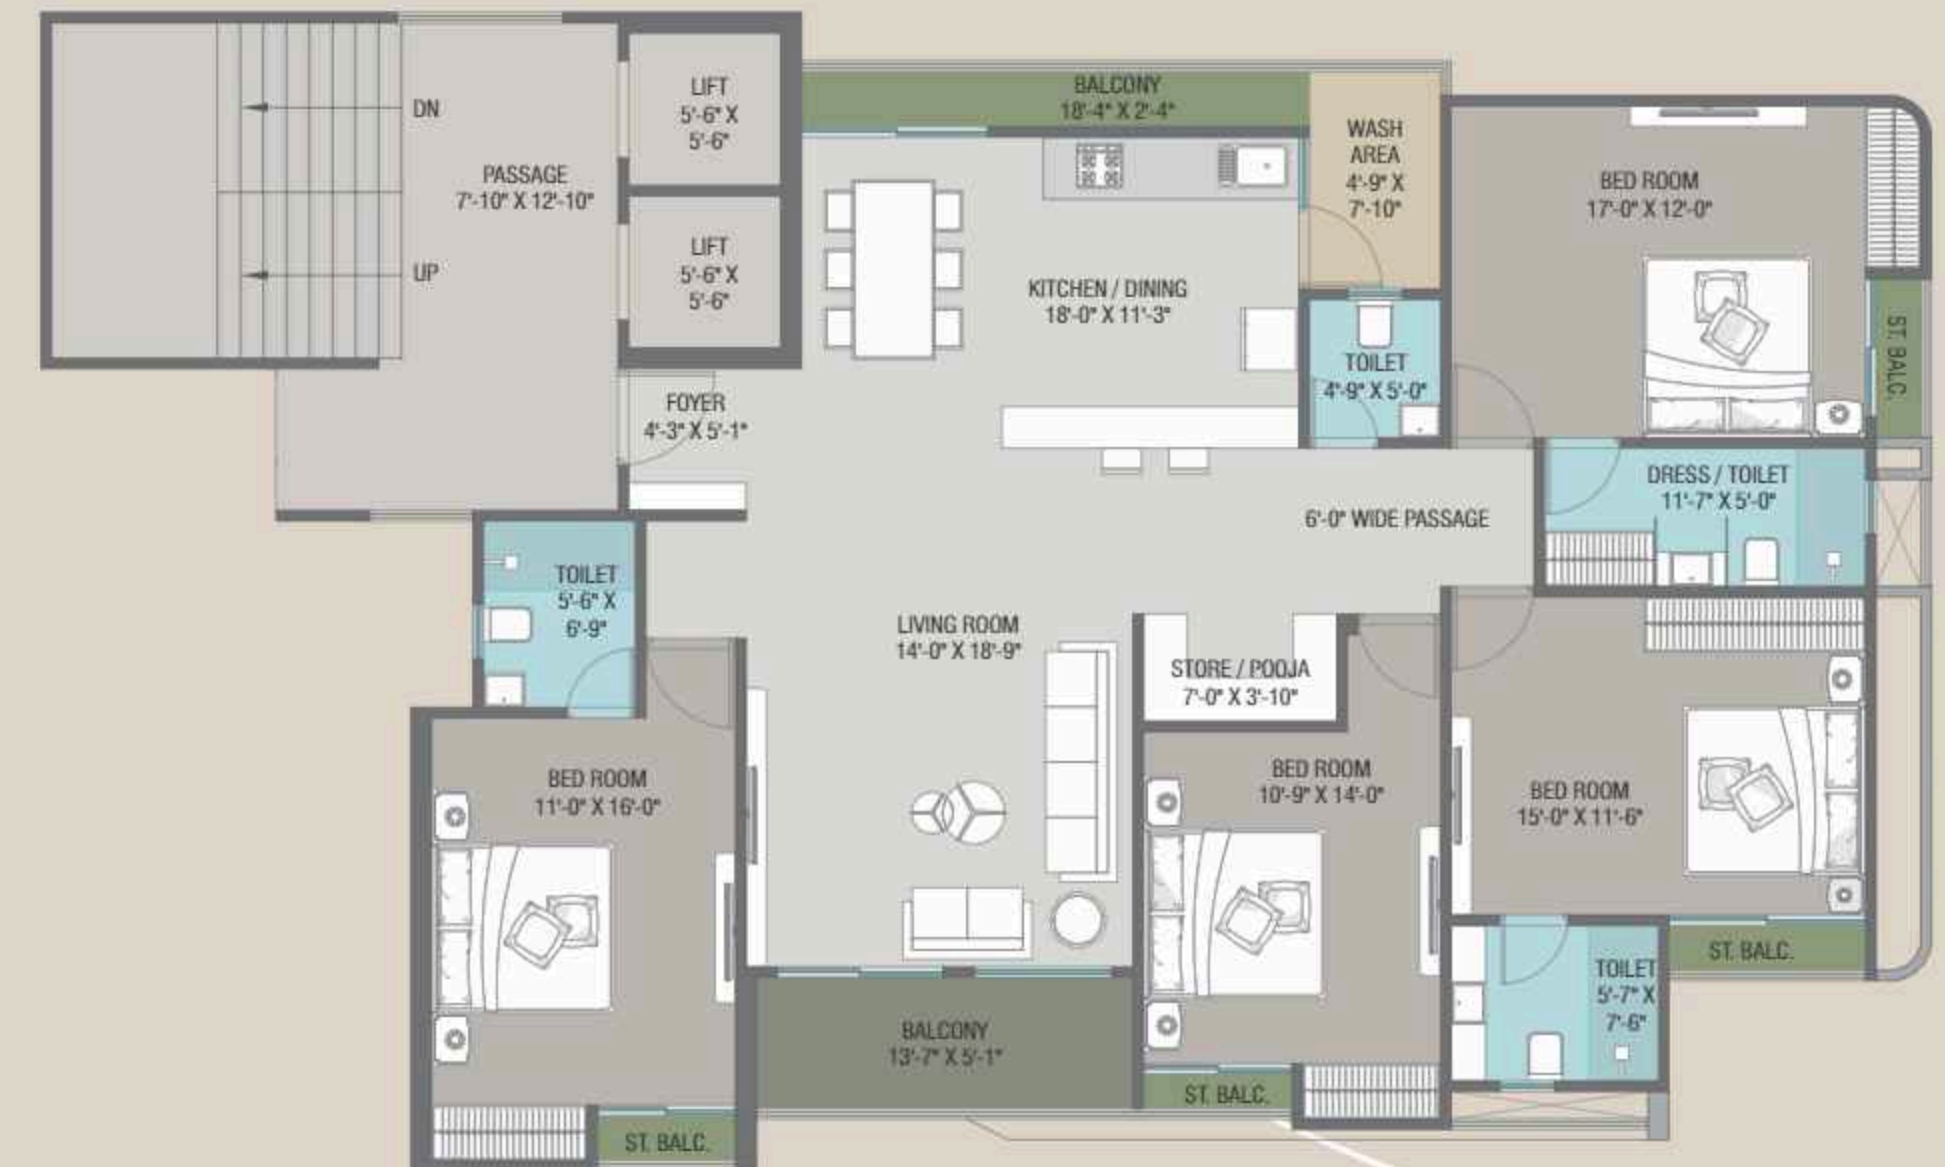 LIFT
5'-6" X
5'-6"
DN
PASSAGE
7'-10" X 12'-10"
LIFT
5'-6" X
5'-6"
UP
BALCONY
18'-4" X 2'-4"
WASH
AREA
4'-9" X
7'-10"
BED ROOM
17'-0" X 12'-0"
KITCHEN / DINING
18'-0" X 11'-3"
TOILET
4'-9" X 5'-0"
ST. BALC.
FOYER
4'-3" X 5'-1"
DRESS / TOILET
11'-7" X 5'-0"
6'-0" WIDE PASSAGE
TOILET
5'-6" X
6'-9"
LIVING ROOM
14'-0" X 18'-9"
STORE / POOJA
7'-0" X 3'-10"
BED ROOM
11'-0" X 16'-0"
BED ROOM
10'-9" X 14'-0"
BED ROOM
15'-0" X 11'-6"
ST. BALC.
TOILET
5'-7" X
7'-6"
BALCONY
13'-7" X 5'-1"
ST. BALC.
ST. BALC.